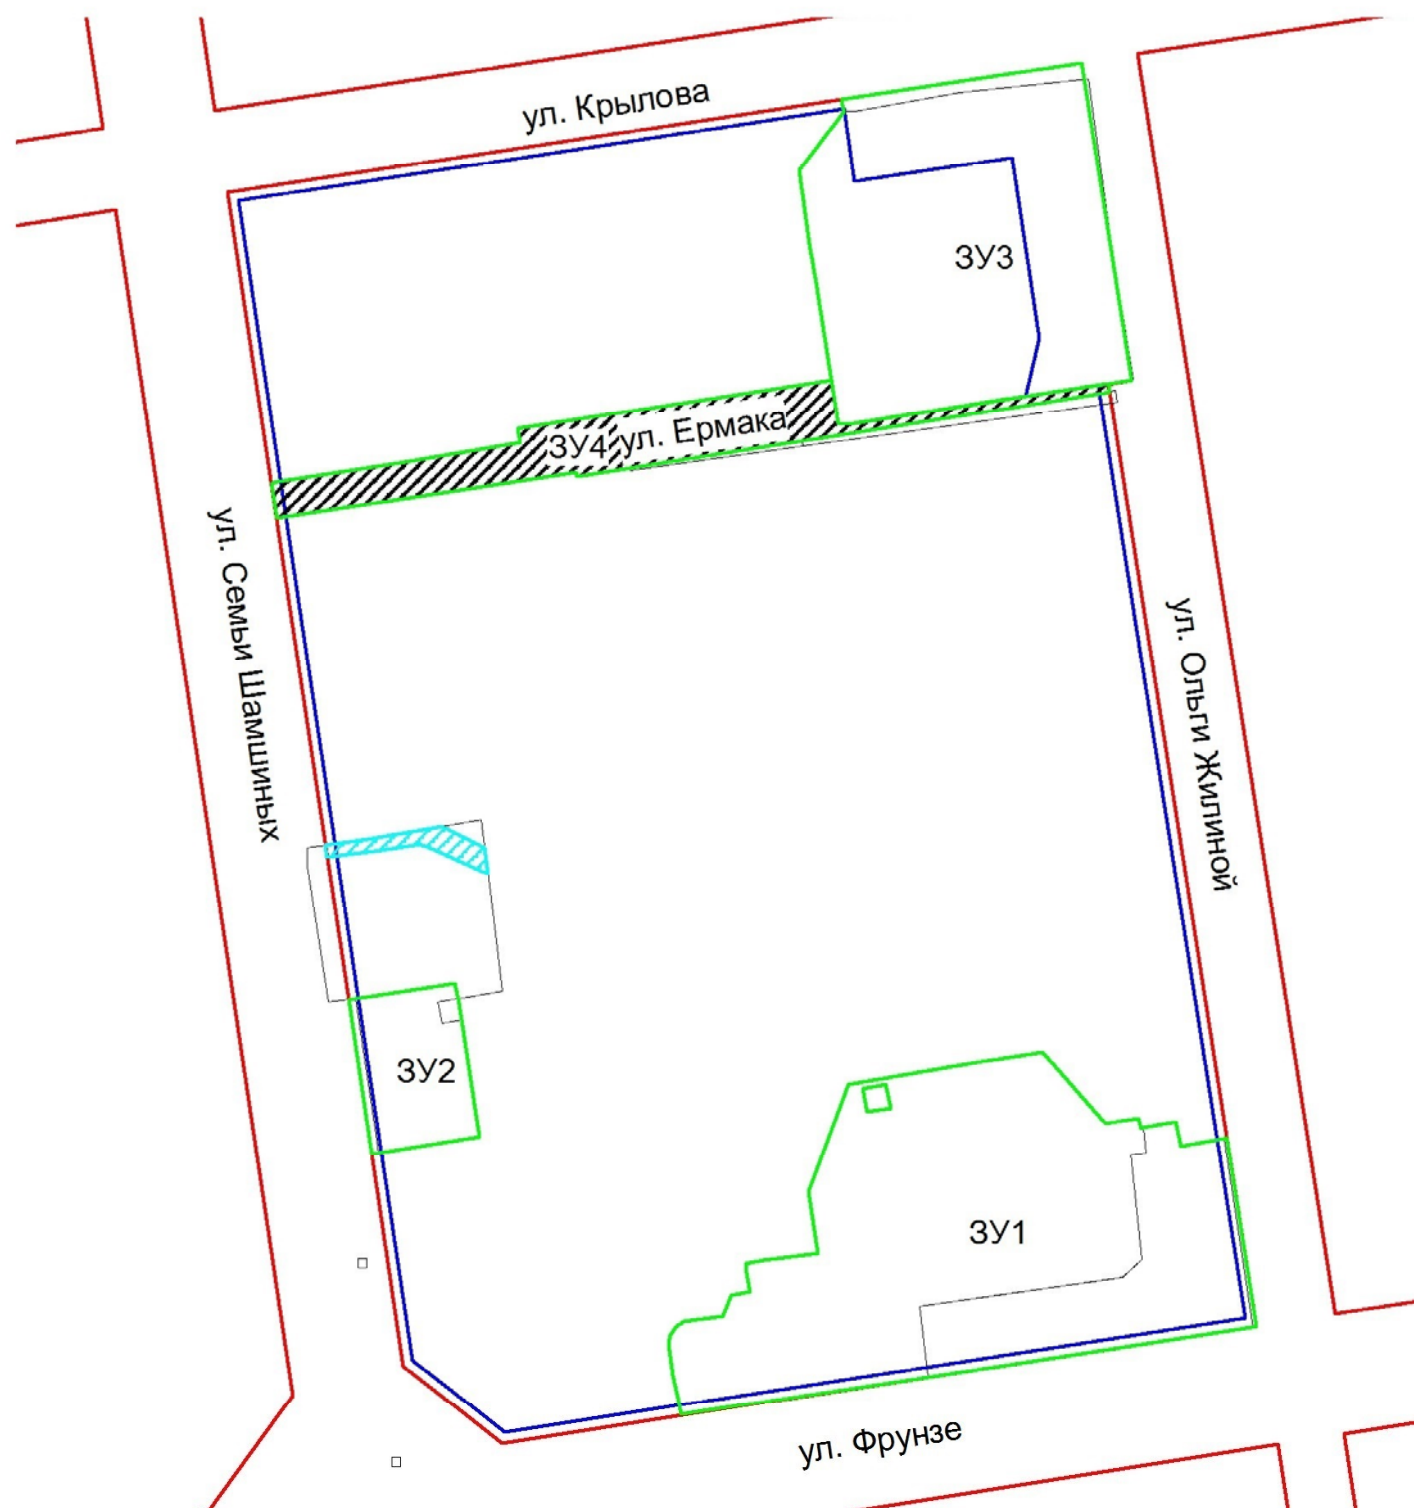 ул. Крылова
ЗУ3
ЗУ4 ул. Ермака
ул. Семьи Шамшиных
ул. Ольги Жилиной
ЗУ2
ЗУ1
ул. Фрунзе